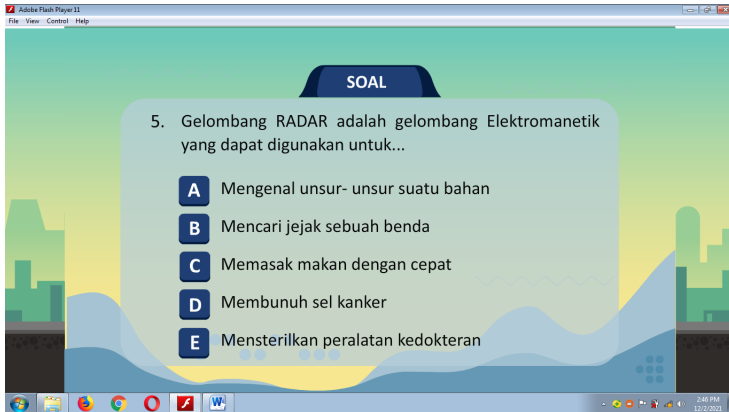 Adobe Flash Player 11
File View Control Help
SOAL
5. Gelombang RADAR adalah gelombang Elektromanetik
yang dapat digunakan untuk...
A Mengenal unsur- unsur suatu bahan
B Mencari jejak sebuah benda
C Memasak makan dengan cepat
D Membunuh sel kanker
E Mensterilkan peralatan kedokteran
2:46 PM
12/2/2021